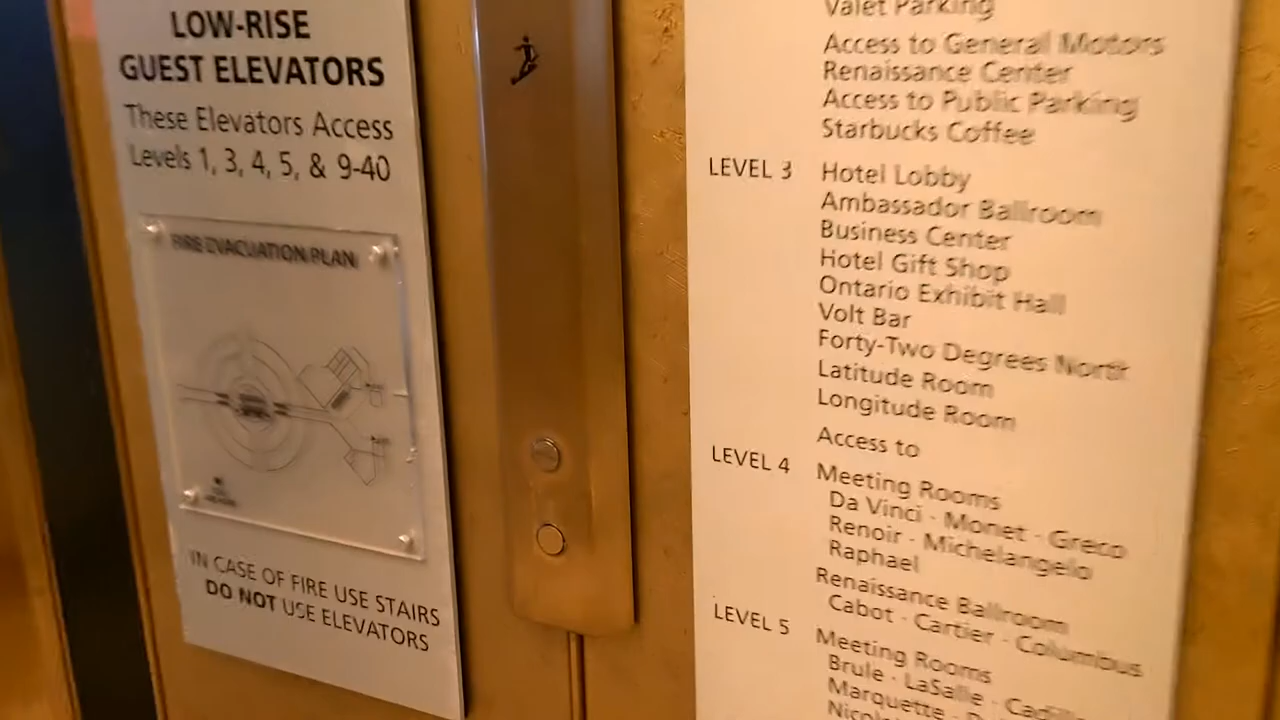 LOW-RISE
GUEST ELEVATORS
These Elevators Access
Levels 1, 3, 4, 5, & 9-40
FIRE EVACUATION PLAN
IN CASE OF FIRE USE STAIRS
DO NOT USE ELEVATORS
Valet Parking
Access to General Motors
Renaissance Center
Access to Public Parking
Starbucks Coffee
LEVEL 3 Hotel Lobby
Ambassador Ballroom
Business Center
Hotel Gift Shop
Ontario Exhibit Hall
Volt Bar
Forty-Two Degrees North
Latitude Room
Longitude Room
Access to
LEVEL 4 Meeting Rooms
Da Vinci · Monet · Greco
Renoir · Michelangelo
Raphael
Renaissance Ballroom
Cabot · Cartier · Columbus
LEVEL 5 Meeting Rooms
Brule · LaSalle ·
Marquette ·